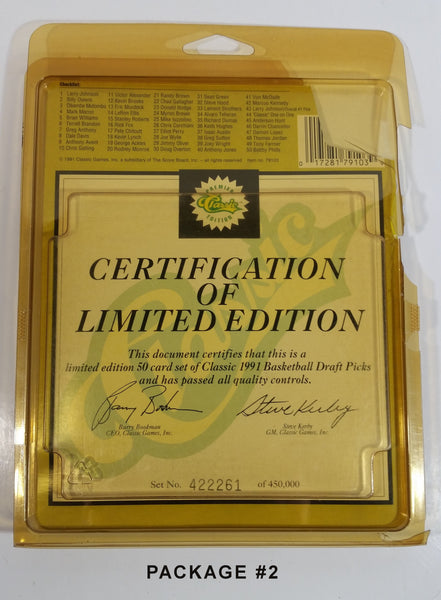 Checklist:
1 Larry Johnson
2 Billy Owens
3 Dikembe Mutombo
4 Mark Macon
5 Brian Williams
6 Terrell Brandon
7 Greg Anthony
8 Dale Davis
9 Anthony Avent
10 Chris Gatling
11 Victor Alexander
12 Kevin Brooks
13 Eric Murdock
14 LeRon Ellis
15 Stanley Roberts
16 Rick Fox
17 Pete Chilcutt
18 Kevin Lynch
19 George Ackles
20 Rodney Monroe
21 Randy Brown
22 Chad Gallagher
23 Donald Hodge
24 Myron Brown
25 Mike Iuzzolino
26 Chris Corchiani
27 Elliot Perry
28 Joe Wylie
29 Jimmy Oliver
30 Doug Overton
31 Sean Green
32 Steve Hood
33 Lamont Strothers
34 Alvaro Teheran
35 Bobby
36 Richard Dumas
37 Keith Hughes
38 Isaac Austin
39 Greg Sutton
40 Joey Wright
41 Anthony Jones
42 Von McDade
43 Marcus Kennedy
44 "Classic" One on One
45 Anderson Hunt
46 Darrin Chancellor
47 Damon Lopez
48 Thomas Jordan
49 Tony Farmer
© 1991 Classic Games, Inc. a subsidiary of The Score Board, Inc. - all rights reserved item no. 79103
0 17281 79103
PREMIER
Classic
EDITION
CERTIFICATION
OF
LIMITED EDITION
This document certifies that this is a
limited edition 50 card set of Classic 1991 Basketball Draft Picks
and has passed all quality controls.
Steve Kerby
CEO, Classic Games, Inc.
GM, Classic Games, Inc.
Set No. 422261 of 450,000
PACKAGE #2